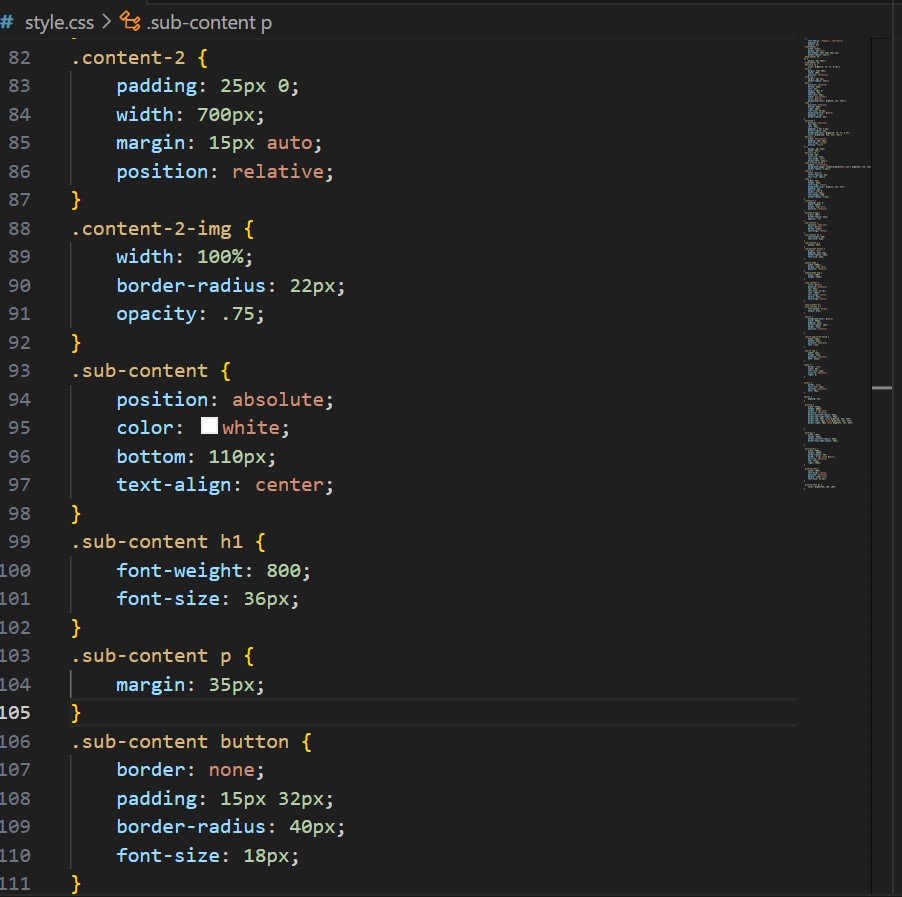 # style.css > .sub-content p
82 .content-2 {
83     padding: 25px 0;
84     width: 700px;
85     margin: 15px auto;
86     position: relative;
87 }
88 .content-2-img {
89     width: 100%;
90     border-radius: 22px;
91     opacity: .75;
92 }
93 .sub-content {
94     position: absolute;
95     color: white;
96     bottom: 110px;
97     text-align: center;
98 }
99 .sub-content h1 {
100     font-weight: 800;
101     font-size: 36px;
102 }
103 .sub-content p {
104     margin: 35px;
105 }
106 .sub-content button {
107     border: none;
108     padding: 15px 32px;
109     border-radius: 40px;
110     font-size: 18px;
111 }